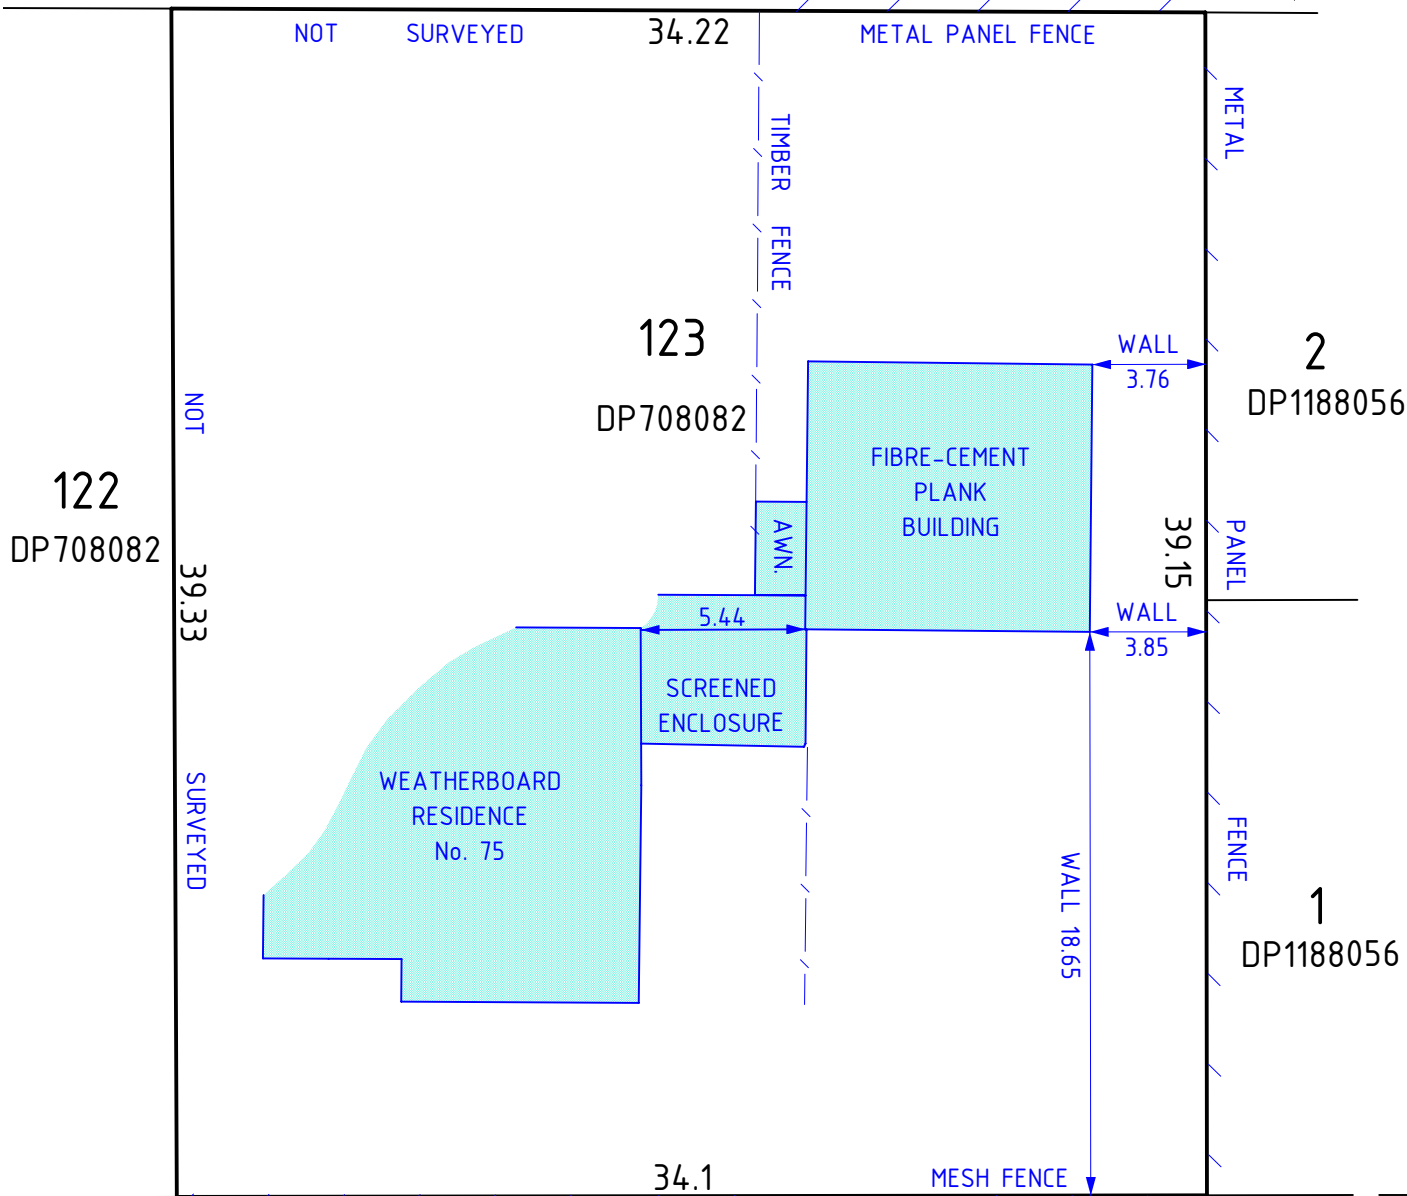 NOT SURVEYED
34.22
METAL PANEL FENCE
TIMBER FENCE
METAL PANEL FENCE
123
DP708082
WALL
3.76
2
DP1188056
NOT SURVEYED
122
DP708082
39.33
FIBRE-CEMENT
PLANK
BUILDING
AWN.
39.15
5.44
WALL
3.85
SCREENED
ENCLOSURE
WEATHERBOARD
RESIDENCE
No. 75
WALL 18.65
1
DP1188056
34.1
MESH FENCE